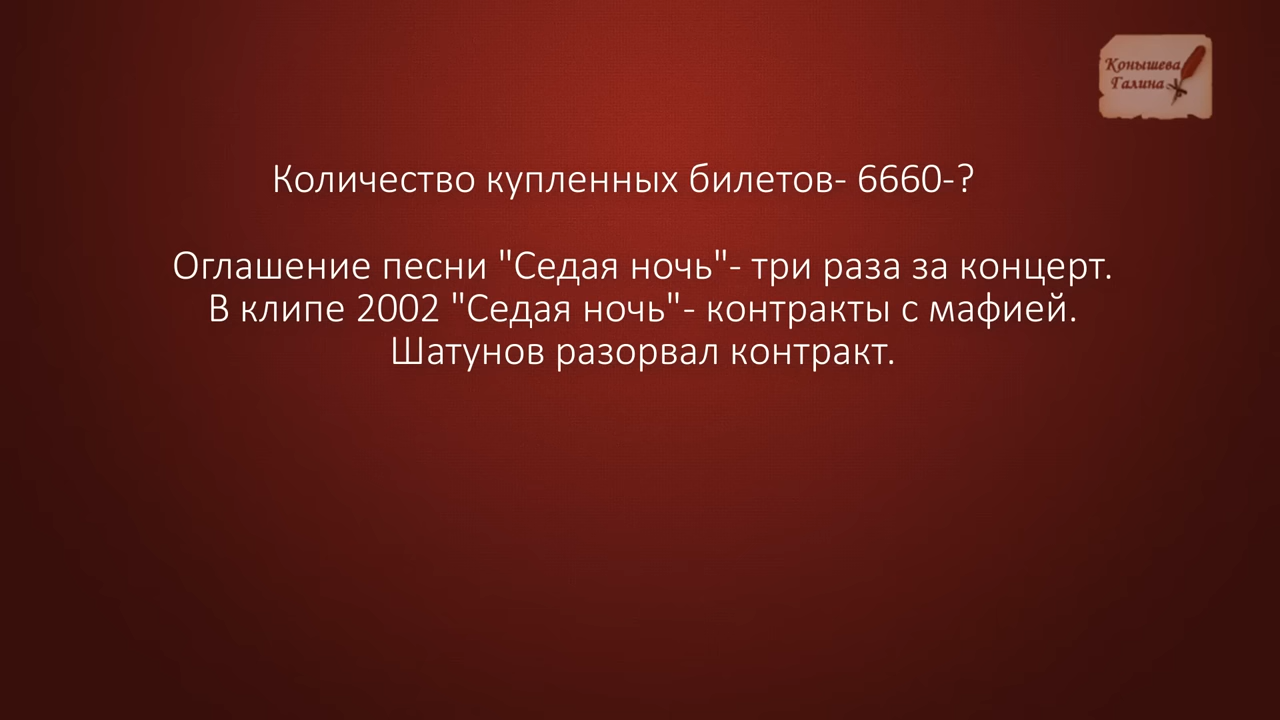 Конышева
Галина
Количество купленных билетов- 6660-?
Оглашение песни "Седая ночь"- три раза за концерт.
В клипе 2002 "Седая ночь"- контракты с мафией.
Шатунов разорвал контракт.